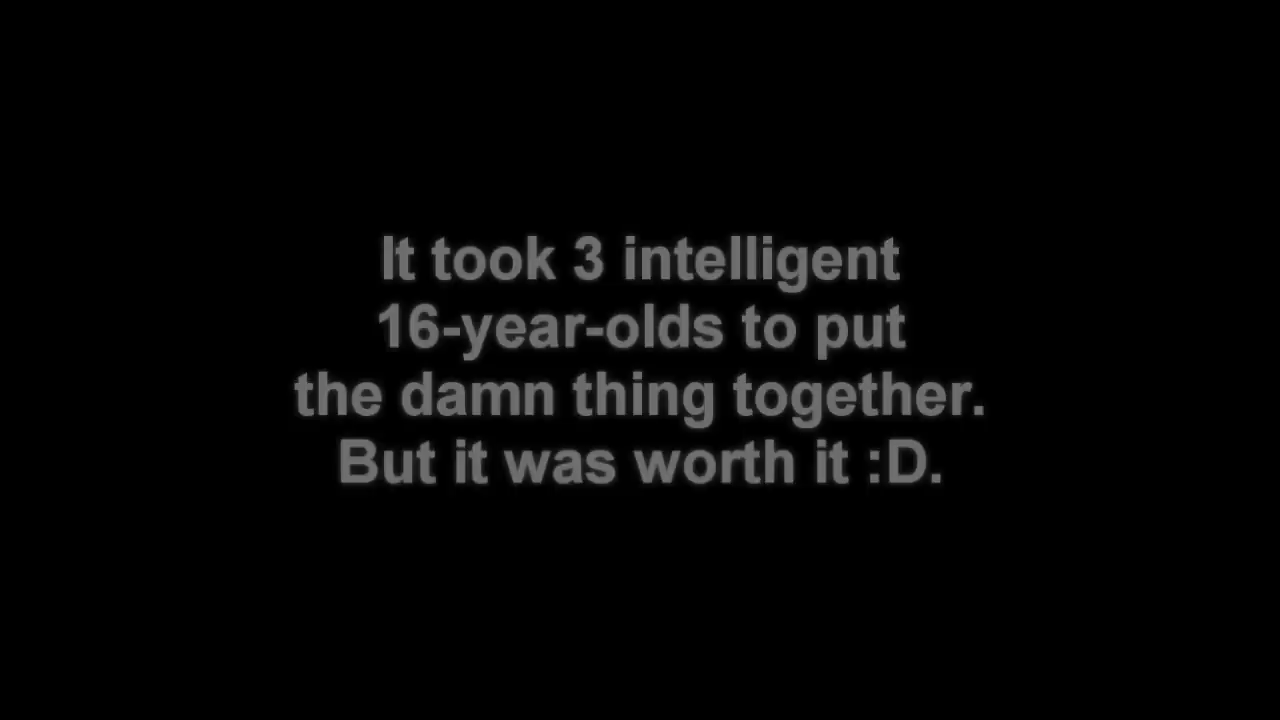 It took 3 intelligent
16-year-olds to put
the damn thing together.
But it was worth it :D.